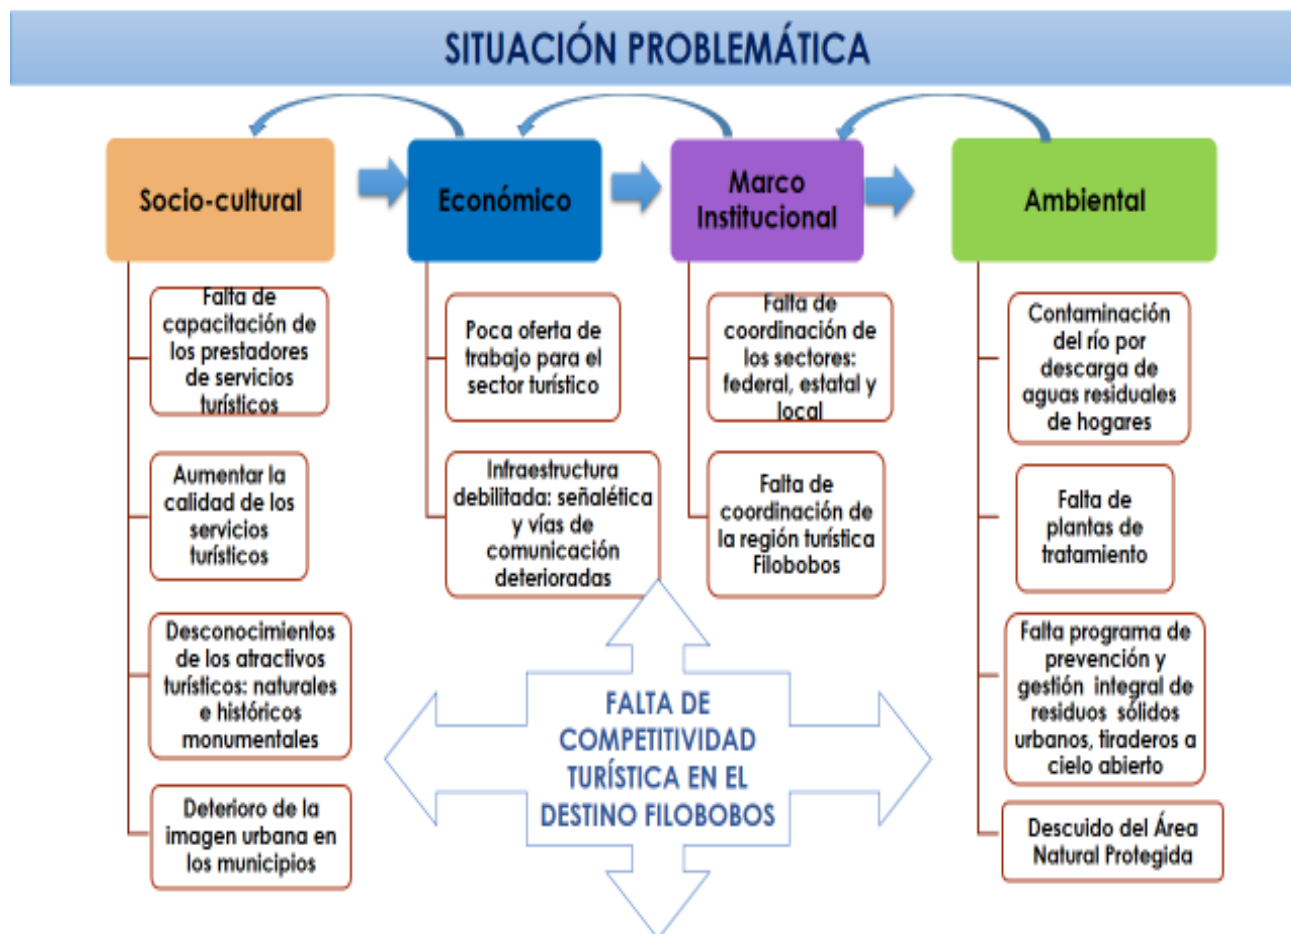 SITUACIÓN PROBLEMÁTICA
Socio-cultural
Falta de
capacitación de
los prestadores
de servicios
turísticos
Aumentar la
calidad de los
servicios
turísticos
Desconocimientos
de los atractivos
turísticos: naturales
e históricos
monumentales
Deterioro de la
imagen urbana en
los municipios
Económico
Poca oferta de
trabajo para el
sector turístico
Infraestructura
debilitada: señalética
y vías de
comunicación
deterioradas
Marco
Institucional
Falta de
coordinación de
los sectores:
federal, estatal y
local
Falta de
coordinación de
la región turística
Filobobos
Ambiental
Contaminación
del río por
descarga de
aguas residuales
de hogares
Falta de
plantas de
tratamiento
Falta programa de
prevención y
gestión integral de
residuos sólidos
urbanos, tiraderos a
cielo abierto
Descuido del Área
Natural Protegida
FALTA DE
COMPETITIVIDAD
TURÍSTICA EN EL
DESTINO FILOBOBOS